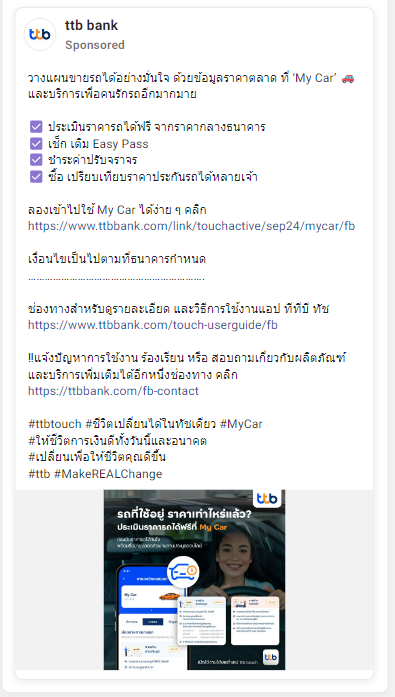 ttb
ttb bank
Sponsored
วางแผนขายรถได้อย่างมั่นใจ ด้วยข้อมูลราคาตลาด ที่ ‘My Car’ 🚗
และบริการเพื่อคนรักรถอีกมากมาย
☑ ประเมินราคารถได้ฟรี จากราคากลางธนาคาร
☑ เช็ก เติม Easy Pass
☑ ชำระค่าปรับจราจร
☑ ซื้อ เปรียบเทียบราคาประกันรถได้หลายเจ้า
ลองเข้าไปใช้ My Car ได้ง่าย ๆ คลิก
https://www.ttbbank.com/link/touchactive/sep24/mycar/fb
เงื่อนไขเป็นไปตามที่ธนาคารกำหนด
……………………………………………………….
ช่องทางสำหรับดูรายละเอียด และวิธีการใช้งานแอป ทีทีบี ทัช
https://www.ttbbank.com/touch-userguide/fb
‼แจ้งปัญหาการใช้งาน ร้องเรียน หรือ สอบถามเกี่ยวกับผลิตภัณฑ์
และบริการเพิ่มเติมได้อีกหนึ่งช่องทาง คลิก
https://ttbbank.com/fb-contact
#ttbtouch #ชีวิตเปลี่ยนได้ในทัชเดียว #MyCar
#ให้ชีวิตการเงินดีทั้งวันนี้และอนาคต
#เปลี่ยนเพื่อให้ชีวิตคุณดีขึ้น
#ttb #MakeREALChange
ttb
รถที่ใช้อยู่ ราคาเท่าไหร่แล้ว?
ประเมินราคารถได้ฟรีที่ My Car
My Car
ttb